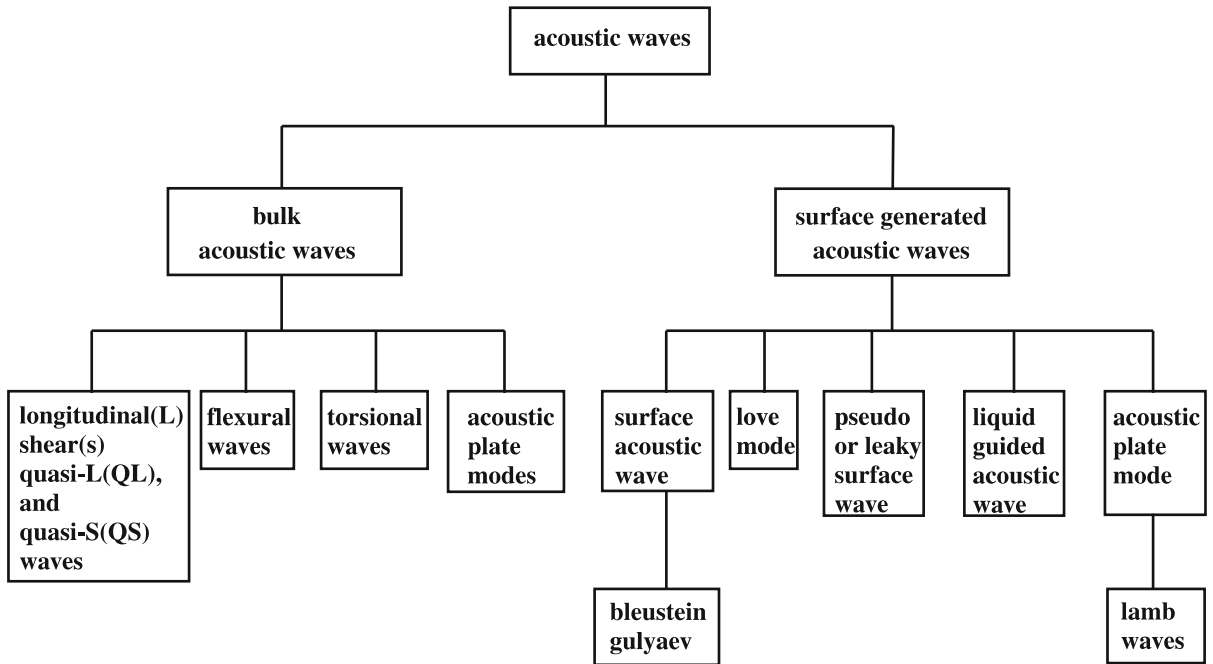 acoustic waves
bulk
acoustic waves
surface generated
acoustic waves
longitudinal(L)
shear(s)
quasi-L(QL),
and
quasi-S(QS)
waves
flexural
waves
torsional
waves
acoustic
plate
modes
surface
acoustic
wave
love
mode
pseudo
or leaky
surface
wave
liquid
guided
acoustic
wave
acoustic
plate
mode
bleustein
gulyaev
lamb
waves